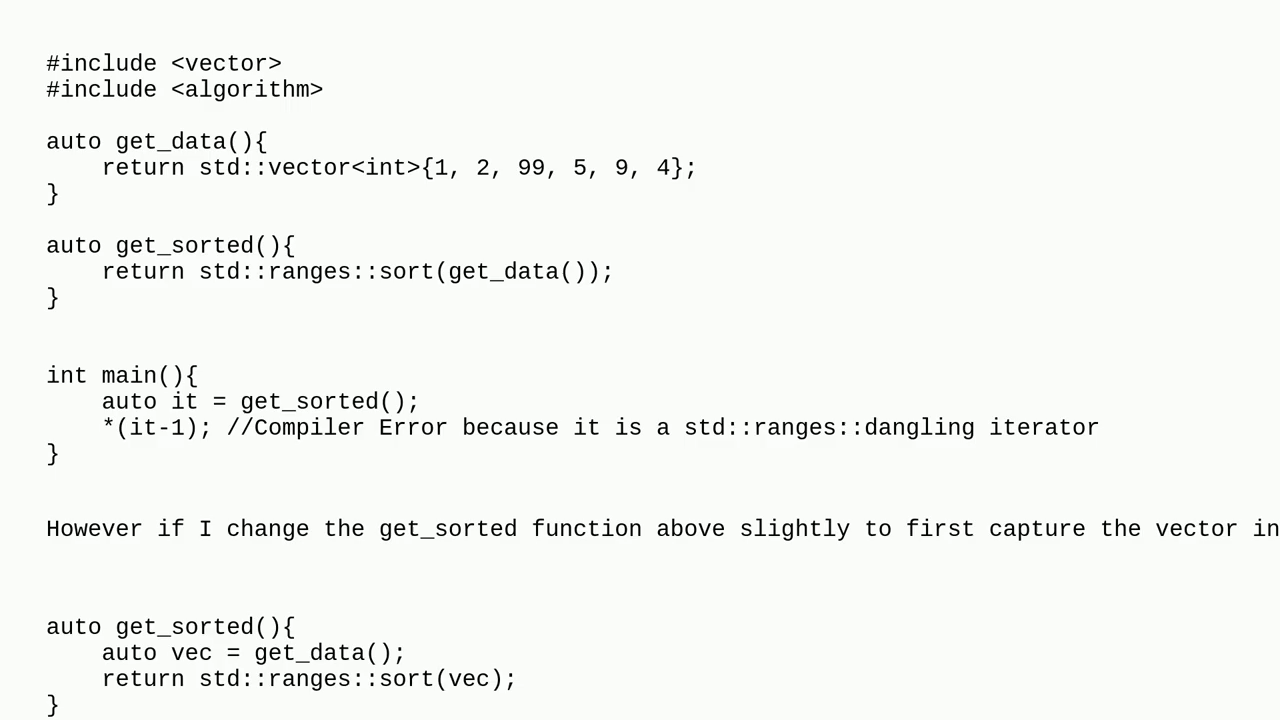 #include <vector>
#include <algorithm>
auto get_data(){
    return std::vector<int>{1, 2, 99, 5, 9, 4};
}
auto get_sorted(){
    return std::ranges::sort(get_data());
}
int main(){
    auto it = get_sorted();
    *(it-1); //Compiler Error because it is a std::ranges::dangling iterator
}
However if I change the get_sorted function above slightly to first capture the vector in
auto get_sorted(){
    auto vec = get_data();
    return std::ranges::sort(vec);
}